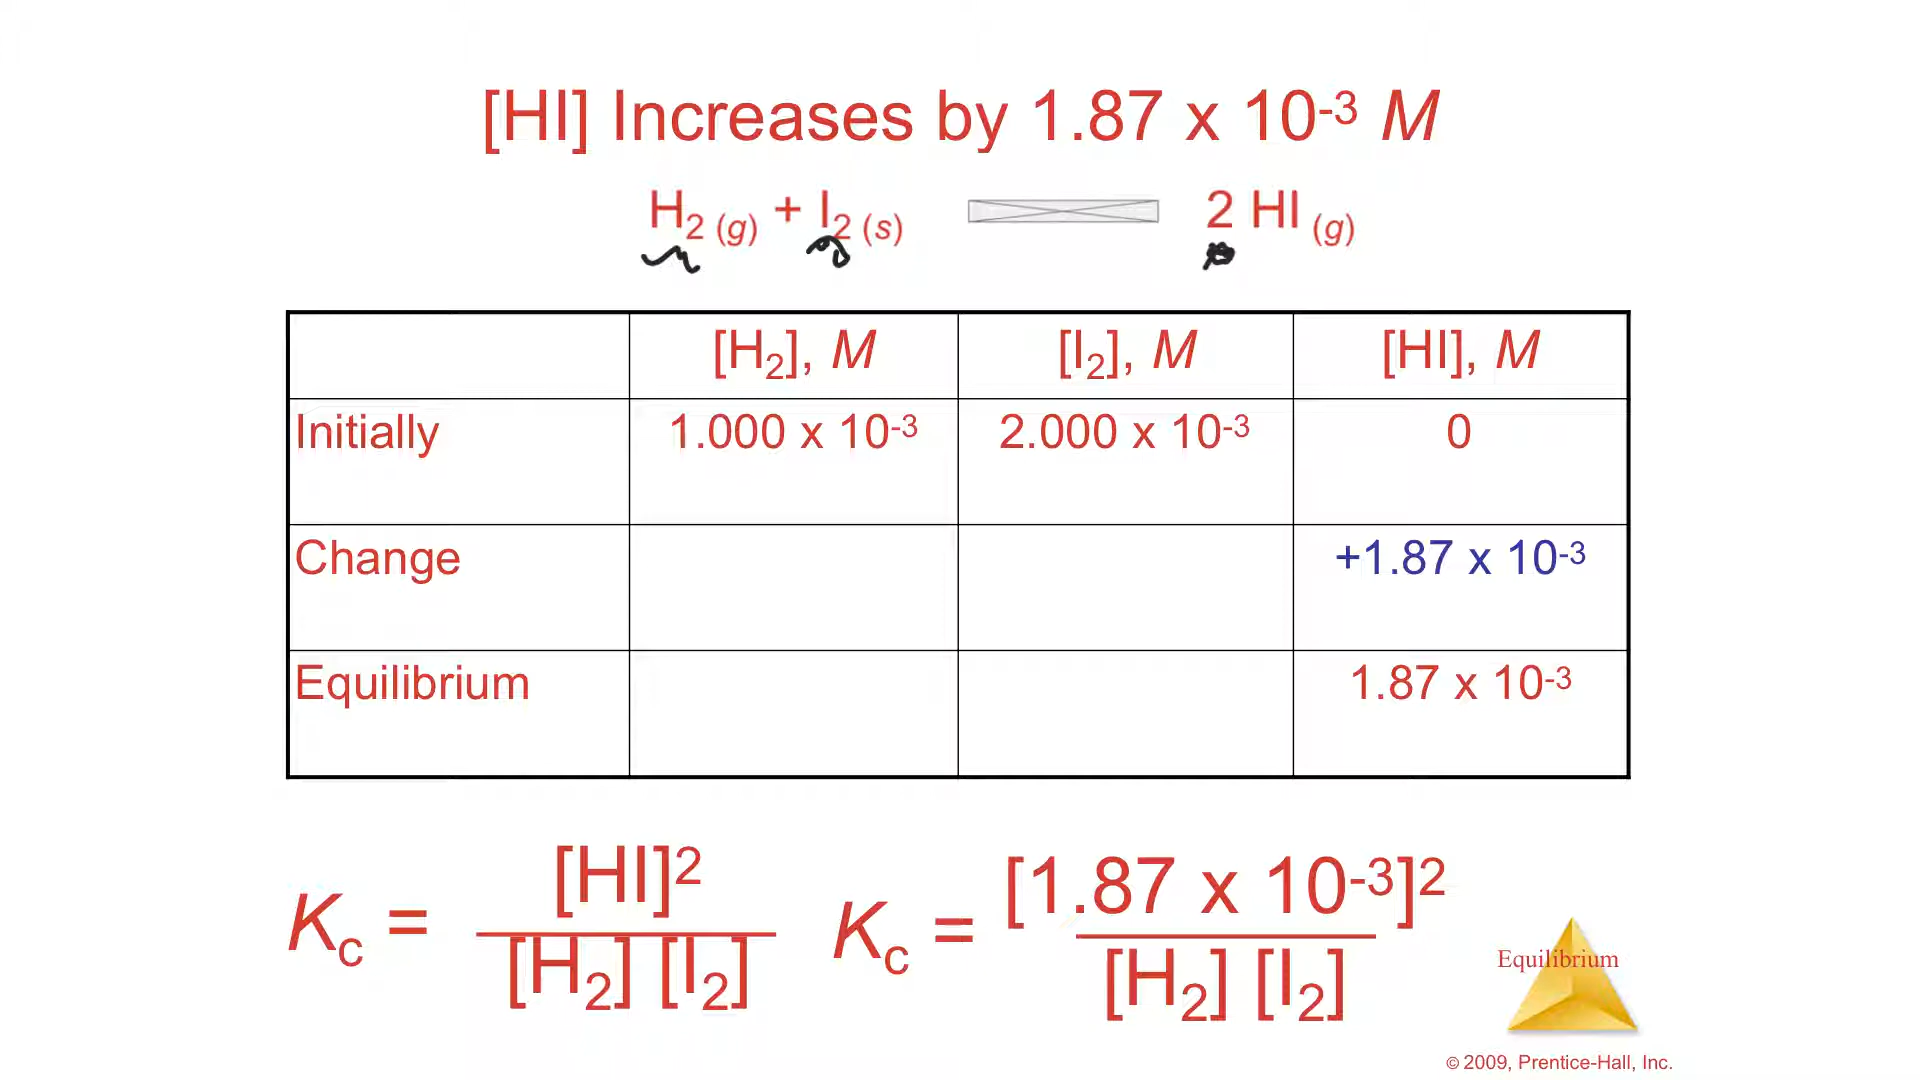 [HI] Increases by 1.87 x 10-3 M
H2 (g) + I2 (s) 2 HI (g)
[H2], M [I2], M [HI], M
Initially 1.000 x 10-3 2.000 x 10-3 0
Change +1.87 x 10-3
Equilibrium 1.87 x 10-3
Kc = [HI]2 Kc = [1.87 x 10-3]2
[H2] [I2] [H2] [I2]
Equilibrium
© 2009, Prentice-Hall, Inc.